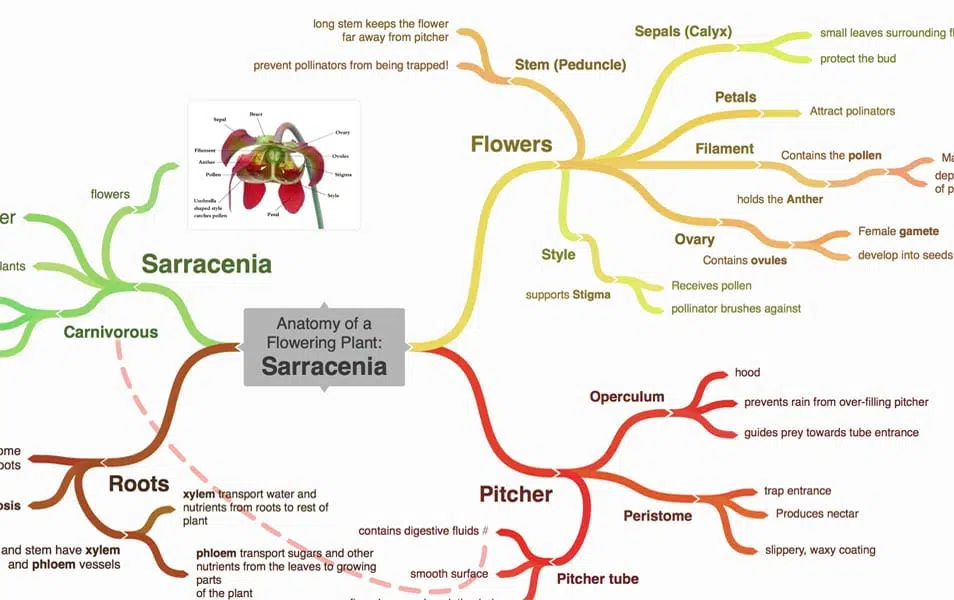 long stem keeps the flower
far away from pitcher
prevent pollinators from being trapped!
Stem (Peduncle)
Sepals (Calyx)
small leaves surrounding
protect the bud
Petals
Attract polinators
Flowers
Filament
Contains the pollen
holds the Anther
of p
Ovary
Contains ovules
Female gamete
develop into seeds
Style
supports Stigma
Receives pollen
pollinator brushes against
Sepal
Bract
Ovary
Filament
Anther
Pollen
Ovules
Stigma
Umbrella
shaped style
catches pollen
Style
Petal
flowers
er
lants
Sarracenia
Carnivorous
Anatomy of a
Flowering Plant:
Sarracenia
ome
oots
osis
Roots
xylem transport water and
nutrients from roots to rest of
plant
and stem have xylem
and phloem vessels
phloem transport sugars and other
nutrients from the leaves to growing
parts
of the plant
Pitcher
Operculum
hood
prevents rain from over-filling pitcher
guides prey towards tube entrance
Peristome
trap entrance
Produces nectar
slippery, waxy coating
contains digestive fluids #
smooth surface
Pitcher tube